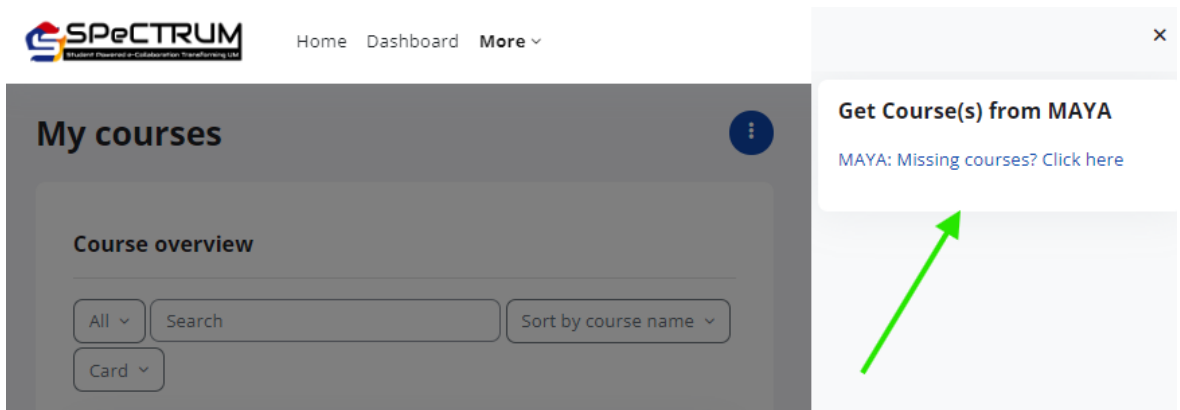 SPeCTRUM
Student Powered e-Collaboration Transforming UM
Home Dashboard More
My courses
Course overview
All Search Sort by course name
Card
Get Course(s) from MAYA
MAYA: Missing courses? Click here